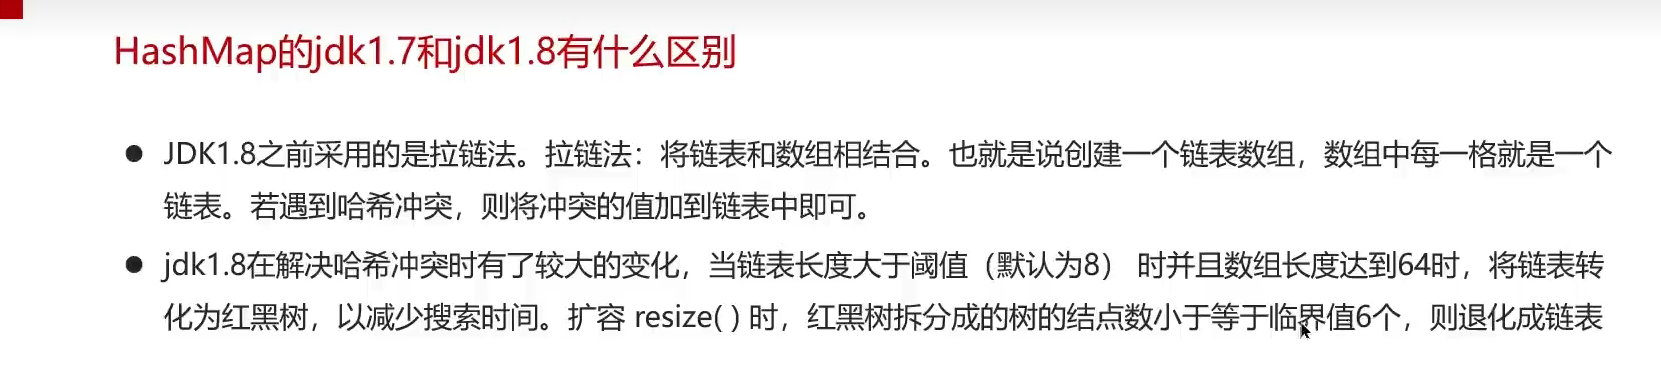 HashMap的jdk1.7和jdk1.8有什么区别
JDK1.8之前采用的是拉链法。拉链法：将链表和数组相结合。也就是说创建一个链表数组，数组中每一格就是一个
链表。若遇到哈希冲突，则将冲突的值加到链表中即可。
jdk1.8在解决哈希冲突时有了较大的变化，当链表长度大于阈值（默认为8） 时并且数组长度达到64时，将链表转
化为红黑树，以减少搜索时间。扩容 resize( ) 时，红黑树拆分成的树的结点数小于等于临界值6个，则退化成链表